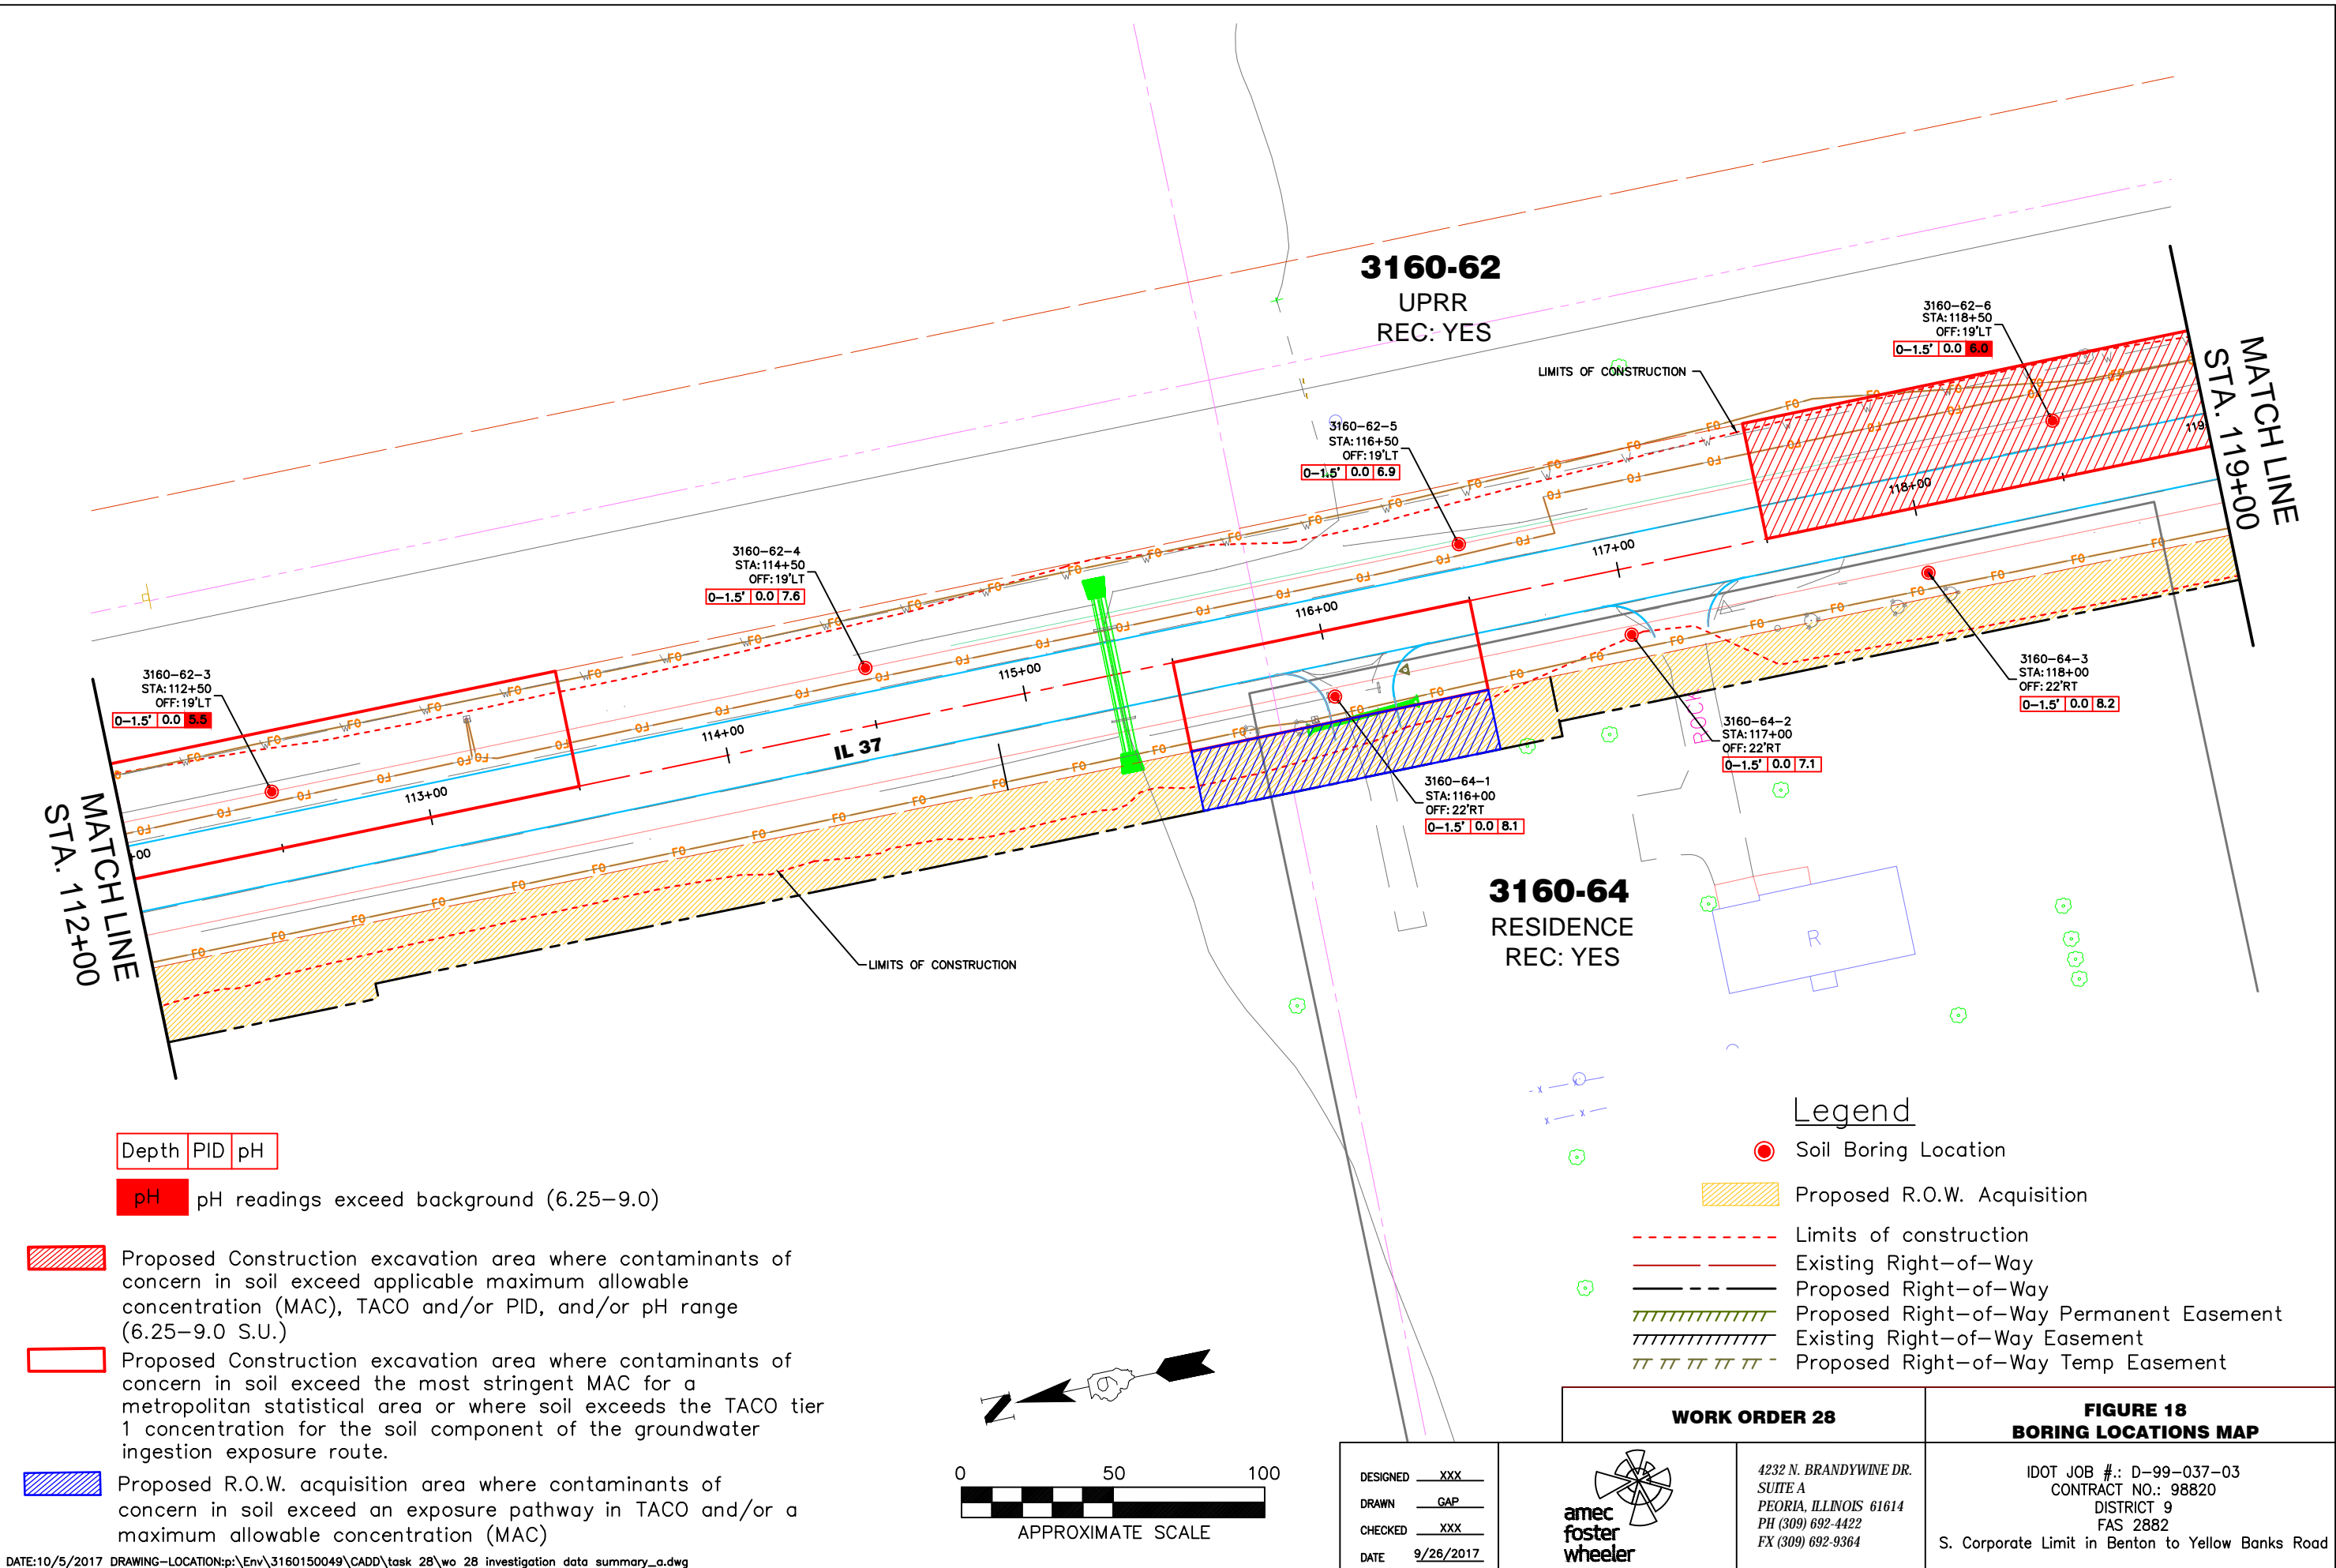 3160-62
UPRR
REC: YES
3160-62-6
STA:118+50
OFF:19'LT
0-1.5' 0.0 6.0
LIMITS OF CONSTRUCTION
MATCH LINE
STA. 119+00
3160-62-5
STA:116+50
OFF:19'LT
0-1.5' 0.0 6.9
3160-62-4
STA:114+50
OFF:19'LT
0-1.5' 0.0 7.6
3160-62-3
STA:112+50
OFF:19'LT
0-1.5' 0.0 5.5
MATCH LINE
STA. 112+00
+00
113+00
114+00
IL 37
115+00
116+00
117+00
118+00
119
3160-64-3
STA:118+00
OFF: 22'RT
0-1.5' 0.0 8.2
ROCK
3160-64-2
STA:117+00
OFF: 22'RT
0-1.5' 0.0 7.1
3160-64-1
STA:116+00
OFF: 22'RT
0-1.5' 0.0 8.1
3160-64
RESIDENCE
REC: YES
R
LIMITS OF CONSTRUCTION
Depth PID pH
pH pH readings exceed background (6.25-9.0)
Proposed Construction excavation area where contaminants of
concern in soil exceed applicable maximum allowable
concentration (MAC), TACO and/or PID, and/or pH range
(6.25-9.0 S.U.)
Proposed Construction excavation area where contaminants of
concern in soil exceed the most stringent MAC for a
metropolitan statistical area or where soil exceeds the TACO tier
1 concentration for the soil component of the groundwater
ingestion exposure route.
Proposed R.O.W. acquisition area where contaminants of
concern in soil exceed an exposure pathway in TACO and/or a
maximum allowable concentration (MAC)
DATE:10/5/2017 DRAWING-LOCATION:p:\Env\3160150049\CADD\task 28\wo 28 investigation data summary_a.dwg
N
0 50 100
APPROXIMATE SCALE
Legend
Soil Boring Location
Proposed R.O.W. Acquisition
Limits of construction
Existing Right-of-Way
Proposed Right-of-Way
Proposed Right-of-Way Permanent Easement
Existing Right-of-Way Easement
Proposed Right-of-Way Temp Easement
WORK ORDER 28
FIGURE 18
BORING LOCATIONS MAP
DESIGNED XXX
DRAWN GAP
CHECKED XXX
DATE 9/26/2017
amec
foster
wheeler
4232 N. BRANDYWINE DR.
SUITE A
PEORIA, ILLINOIS 61614
PH (309) 692-4422
FX (309) 692-9364
IDOT JOB #.: D-99-037-03
CONTRACT NO.: 98820
DISTRICT 9
FAS 2882
S. Corporate Limit in Benton to Yellow Banks Road